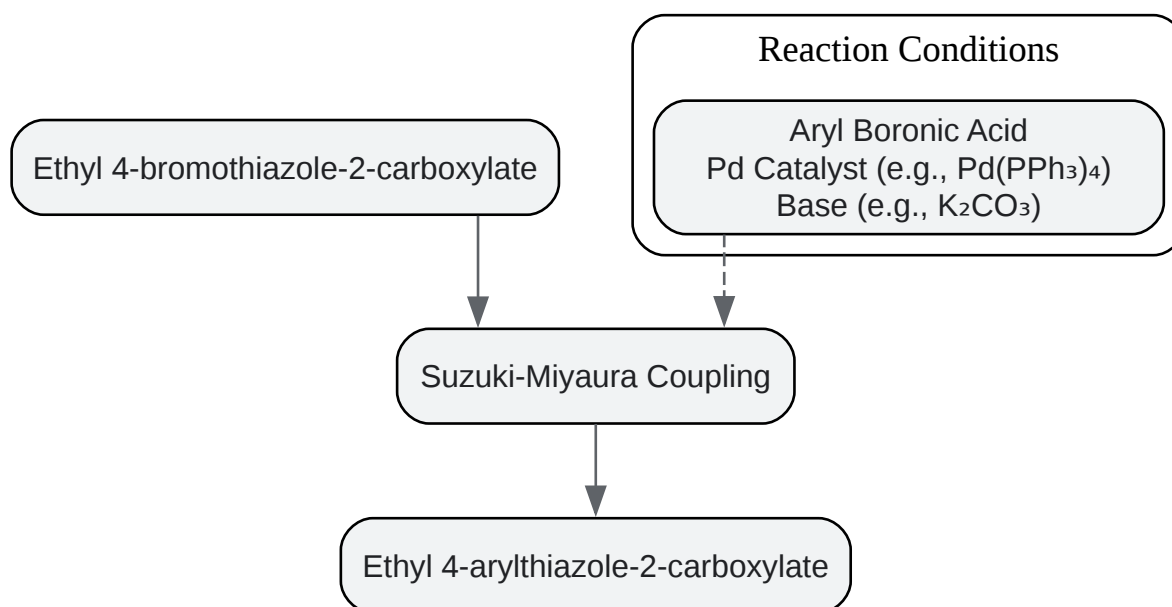 Reaction Conditions
Ethyl 4-bromothiazole-2-carboxylate
Aryl Boronic Acid
Pd Catalyst (e.g., Pd(PPh₃)₄)
Base (e.g., K₂CO₃)
Suzuki-Miyaura Coupling
Ethyl 4-arylthiazole-2-carboxylate